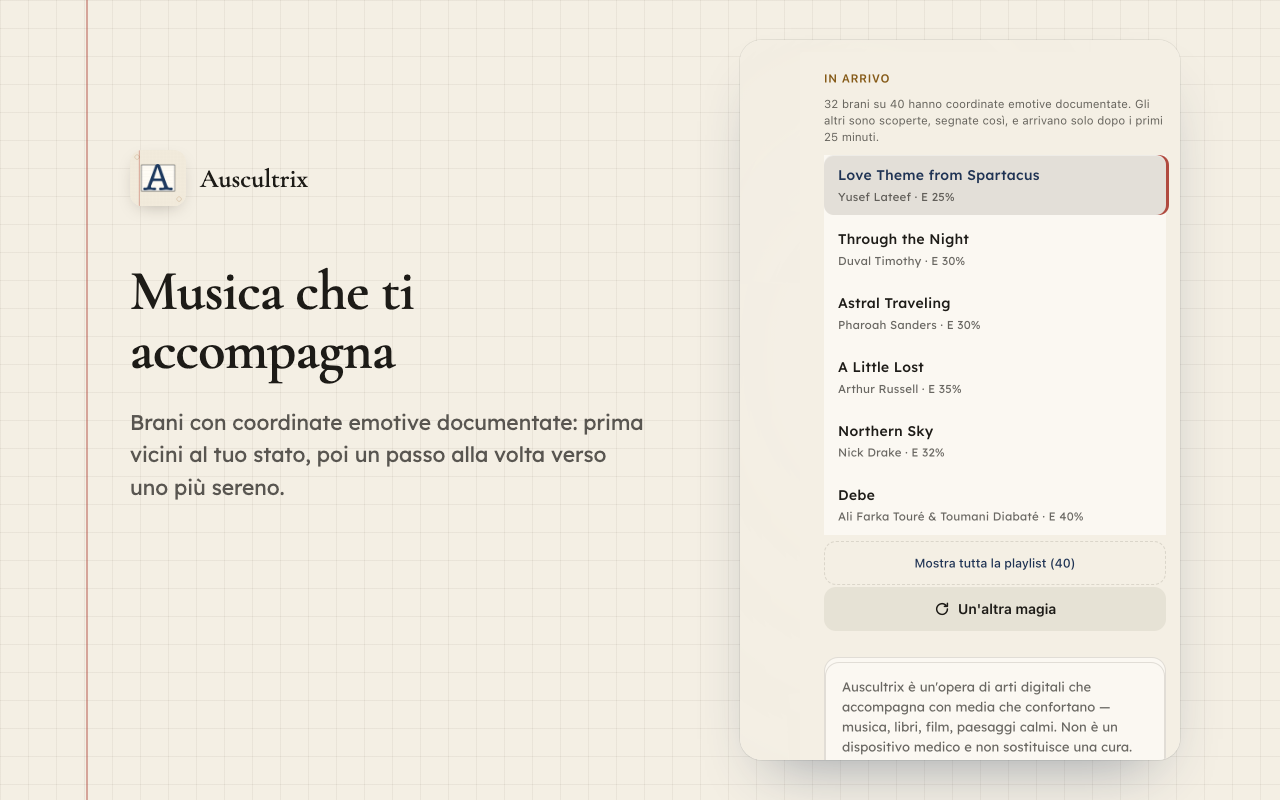 A
Auscultrix
Musica che ti
accompagna
Brani con coordinate emotive documentate: prima
vicini al tuo stato, poi un passo alla volta verso
uno più sereno.
IN ARRIVO
32 brani su 40 hanno coordinate emotive documentate. Gli
altri sono scoperte, segnate così, e arrivano solo dopo i primi
25 minuti.
Love Theme from Spartacus
Yusef Lateef · E 25%
Through the Night
Duval Timothy · E 30%
Astral Traveling
Pharoah Sanders · E 30%
A Little Lost
Arthur Russell · E 35%
Northern Sky
Nick Drake · E 32%
Debe
Ali Farka Touré & Toumani Diabaté · E 40%
Mostra tutta la playlist (40)
Un'altra magia
Auscultrix è un'opera di arti digitali che
accompagna con media che confortano —
musica, libri, film, paesaggi calmi. Non è un
dispositivo medico e non sostituisce una cura.